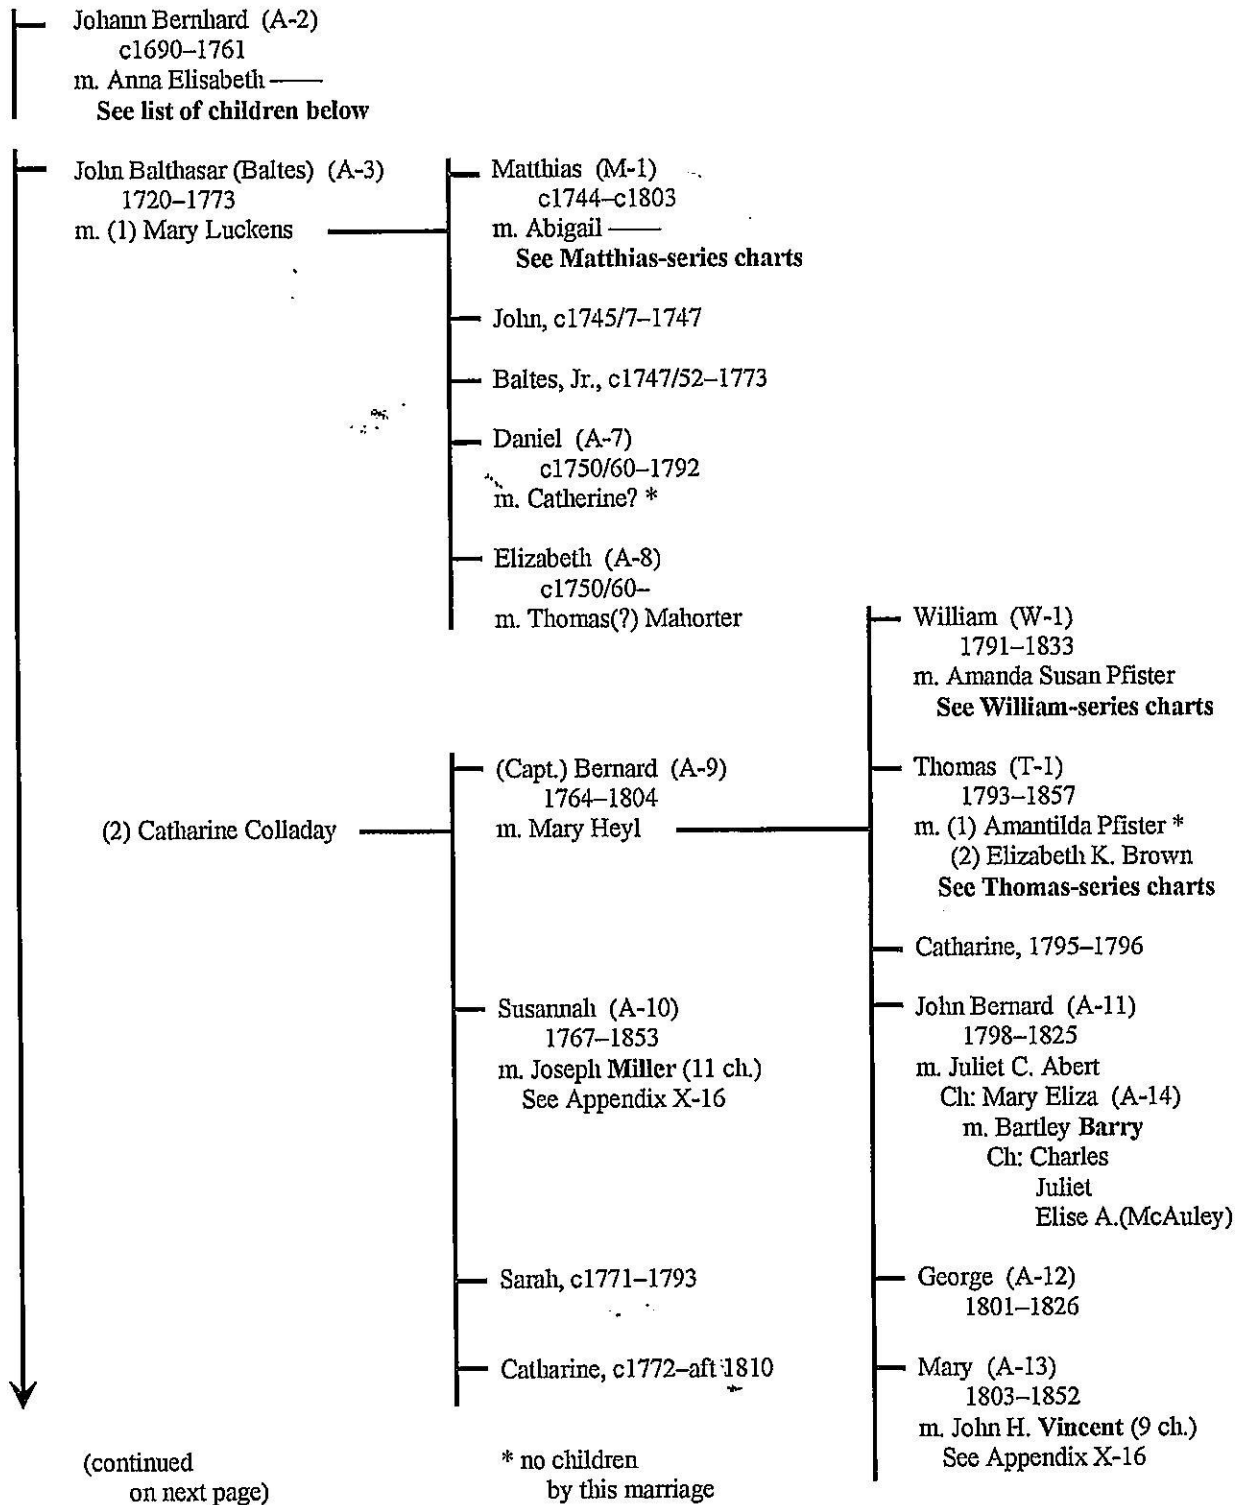 Johann Bernhard (A-2)
c1690–1761
m. Anna Elisabeth ——
See list of children below
John Balthasar (Baltes) (A-3)
1720–1773
m. (1) Mary Luckens
Matthias (M-1)
c1744–c1803
m. Abigail ——
See Matthias-series charts
John, c1745/7–1747
Baltes, Jr., c1747/52–1773
Daniel (A-7)
c1750/60–1792
m. Catherine? *
Elizabeth (A-8)
c1750/60–
m. Thomas(?) Mahorter
(2) Catharine Colladay
(Capt.) Bernard (A-9)
1764–1804
m. Mary Heyl
Susannah (A-10)
1767–1853
m. Joseph Miller (11 ch.)
See Appendix X-16
Sarah, c1771–1793
Catharine, c1772–aft 1810
William (W-1)
1791–1833
m. Amanda Susan Pfister
See William-series charts
Thomas (T-1)
1793–1857
m. (1) Amantilda Pfister *
(2) Elizabeth K. Brown
See Thomas-series charts
Catharine, 1795–1796
John Bernard (A-11)
1798–1825
m. Juliet C. Abert
Ch: Mary Eliza (A-14)
m. Bartley Barry
Ch: Charles
Juliet
Elise A.(McAuley)
George (A-12)
1801–1826
Mary (A-13)
1803–1852
m. John H. Vincent (9 ch.)
See Appendix X-16
(continued
on next page)
* no children
by this marriage